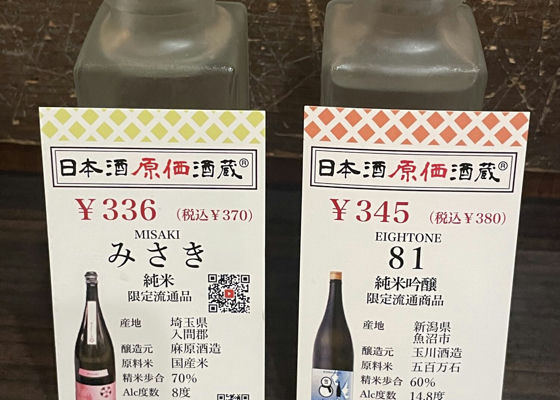 日本酒原価酒蔵®
￥336（税込￥370）
MISAKI
みさき
純米
限定流通品
産地 埼玉県
入間郡
醸造元 麻原酒造
原料米 国産米
精米歩合 70%
Alc度数 8度
日本酒原価酒蔵®
￥345（税込￥380）
EIGHTONE
81
純米吟醸
限定流通商品
産地 新潟県
魚沼市
醸造元 玉川酒造
原料米 五百万石
精米歩合 60%
Alc度数 14.8度
81